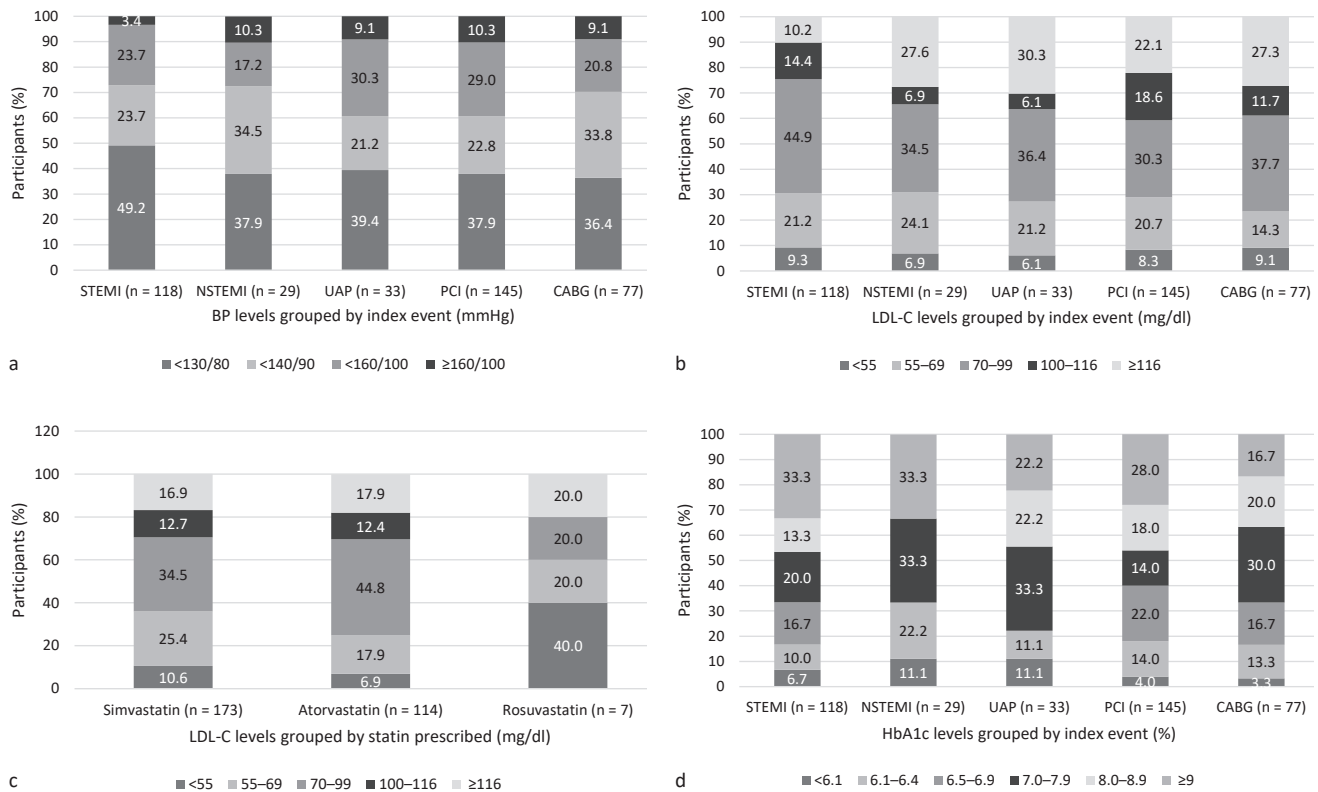 100
90
80
70
60
50
40
30
20
10
0
Participants (%)
3.4 10.3 9.1 10.3 9.1
23.7 17.2 30.3 29.0 20.8
23.7 34.5 21.2 22.8 33.8
49.2 37.9 39.4 37.9 36.4
STEMI (n = 118) NSTEMI (n = 29) UAP (n = 33) PCI (n = 145) CABG (n = 77)
BP levels grouped by index event (mmHg)
a
<130/80 <140/90 <160/100 ≥160/100
100
90
80
70
60
50
40
30
20
10
0
Participants (%)
10.2 27.6 30.3 22.1 27.3
14.4 6.9 6.1 18.6 11.7
44.9 34.5 36.4 30.3 37.7
21.2 24.1 21.2 20.7 14.3
9.3 6.9 6.1 8.3 9.1
STEMI (n = 118) NSTEMI (n = 29) UAP (n = 33) PCI (n = 145) CABG (n = 77)
LDL-C levels grouped by index event (mg/dl)
b
<55 55–69 70–99 100–116 ≥116
120
100
80
60
40
20
0
Participants (%)
16.9 17.9 20.0
12.7 12.4
34.5 44.8 20.0
25.4 17.9 20.0
10.6 6.9 40.0
Simvastatin (n = 173) Atorvastatin (n = 114) Rosuvastatin (n = 7)
LDL-C levels grouped by statin prescribed (mg/dl)
c
<55 55–69 70–99 100–116 ≥116
100
90
80
70
60
50
40
30
20
10
0
Participants (%)
33.3 33.3 22.2 28.0 16.7
13.3 22.2 18.0 20.0
20.0 33.3 33.3 14.0 30.0
16.7 22.0 16.7
10.0 22.2 11.1 14.0 13.3
6.7 11.1 11.1 4.0 3.3
STEMI (n = 118) NSTEMI (n = 29) UAP (n = 33) PCI (n = 145) CABG (n = 77)
HbA1c levels grouped by index event (%)
d
<6.1 6.1–6.4 6.5–6.9 7.0–7.9 8.0–8.9 ≥9